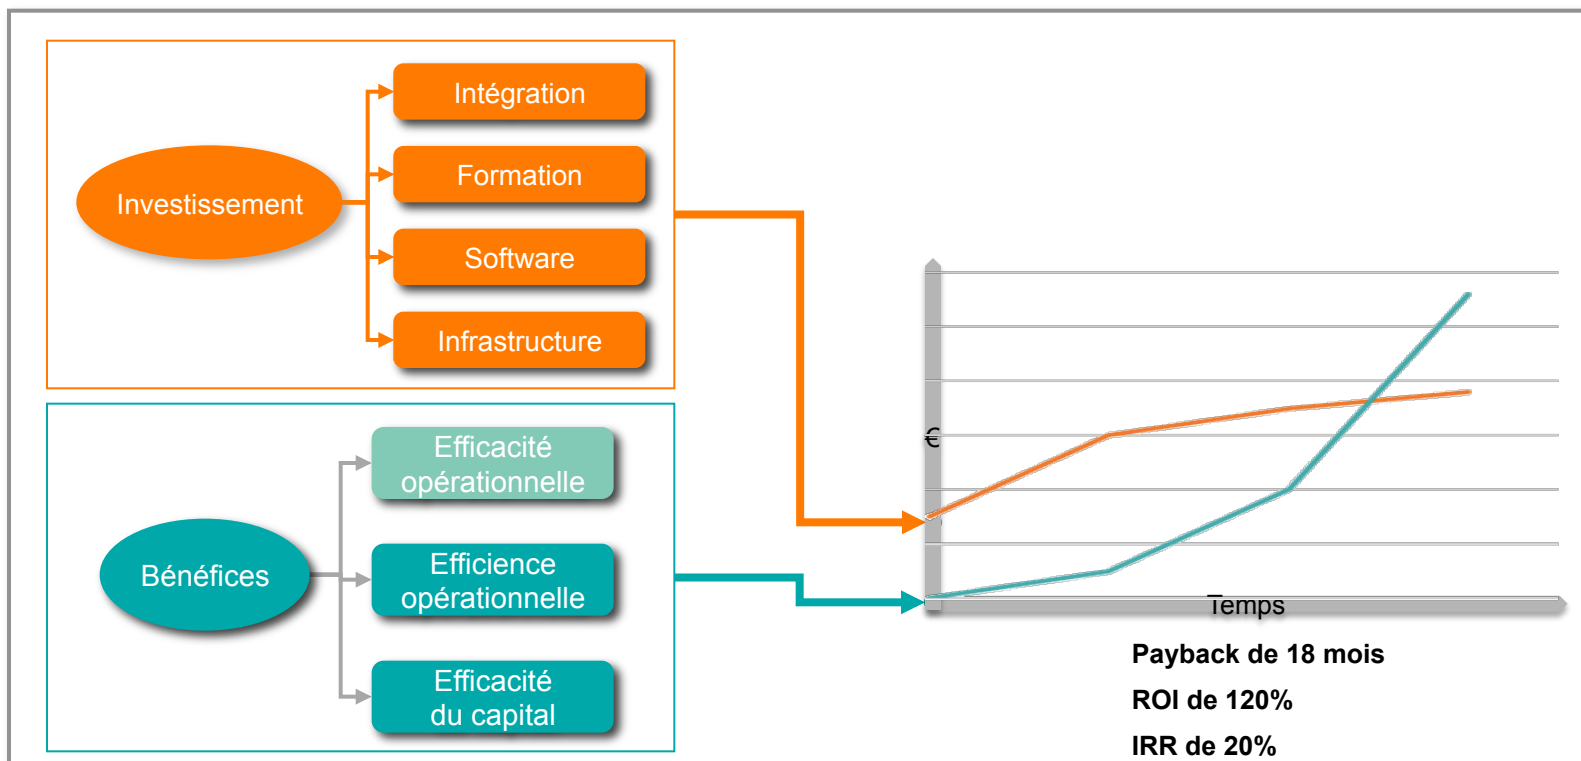 Investissement
Intégration
Formation
Software
Infrastructure
Bénéfices
Efficacité
opérationnelle
Efficience
opérationnelle
Efficacité
du capital
€
Temps
Payback de 18 mois
ROI de 120%
IRR de 20%